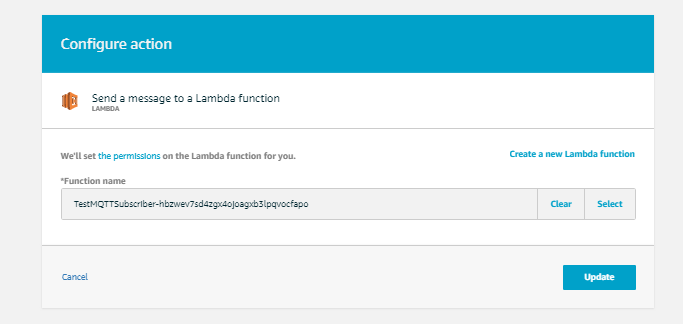 Configure action
Send a message to a Lambda function
LAMBDA
We'll set the permissions on the Lambda function for you.
Create a new Lambda function
*Function name
TestMQTTSubscriber-hbzwev7sd4zgx4ojoagxb3lpqvocfapo
Clear
Select
Cancel
Update